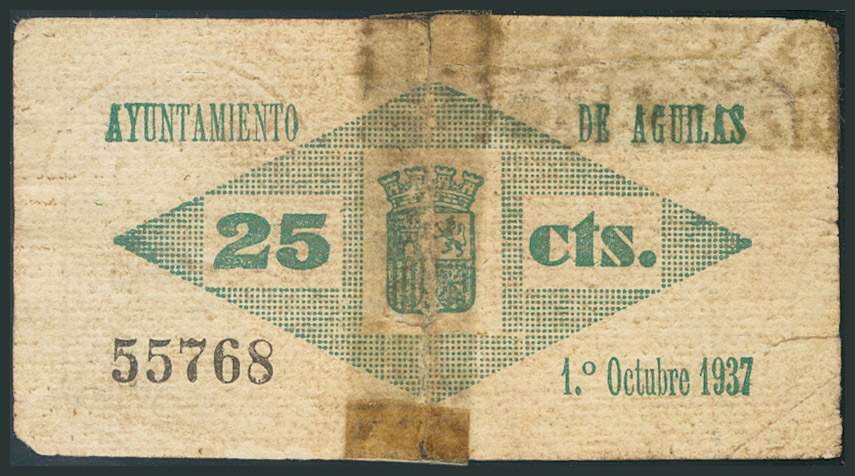 AYUNTAMIENTO DE AGUILAS
25 cts.
55768
1.º Octubre 1937